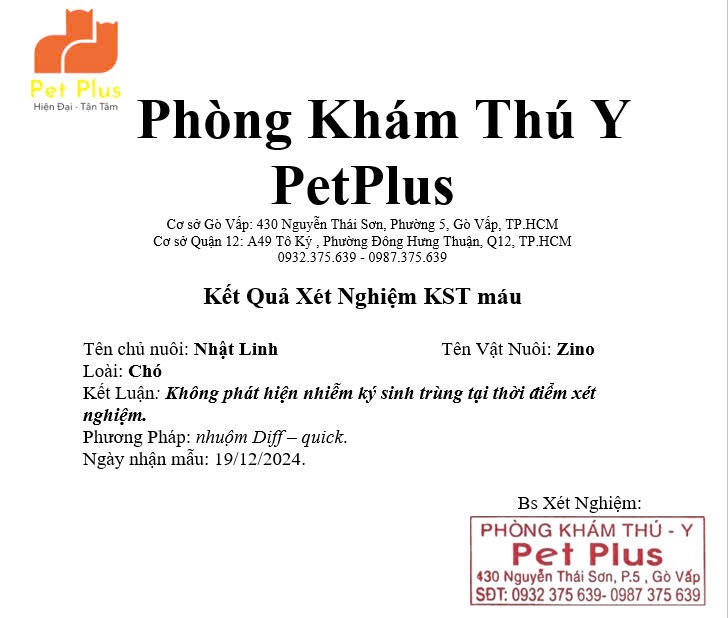 Pet Plus
Hiện Đại - Tận Tâm
Phòng Khám Thú Y
PetPlus
Cơ sở Gò Vấp: 430 Nguyễn Thái Sơn, Phường 5, Gò Vấp, TP.HCM
Cơ sở Quận 12: A49 Tô Ký , Phường Đông Hưng Thuận, Q12, TP.HCM
0932.375.639 - 0987.375.639
Kết Quả Xét Nghiệm KST máu
Tên chủ nuôi: Nhật Linh Tên Vật Nuôi: Zino
Loài: Chó
Kết Luận: Không phát hiện nhiễm ký sinh trùng tại thời điểm xét
nghiệm.
Phương Pháp: nhuộm Diff – quick.
Ngày nhận mẫu: 19/12/2024.
Bs Xét Nghiệm:
PHÒNG KHÁM THÚ - Y
Pet Plus
430 Nguyễn Thái Sơn, P.5 , Gò Vấp
SĐT: 0932 375 639- 0987 375 639